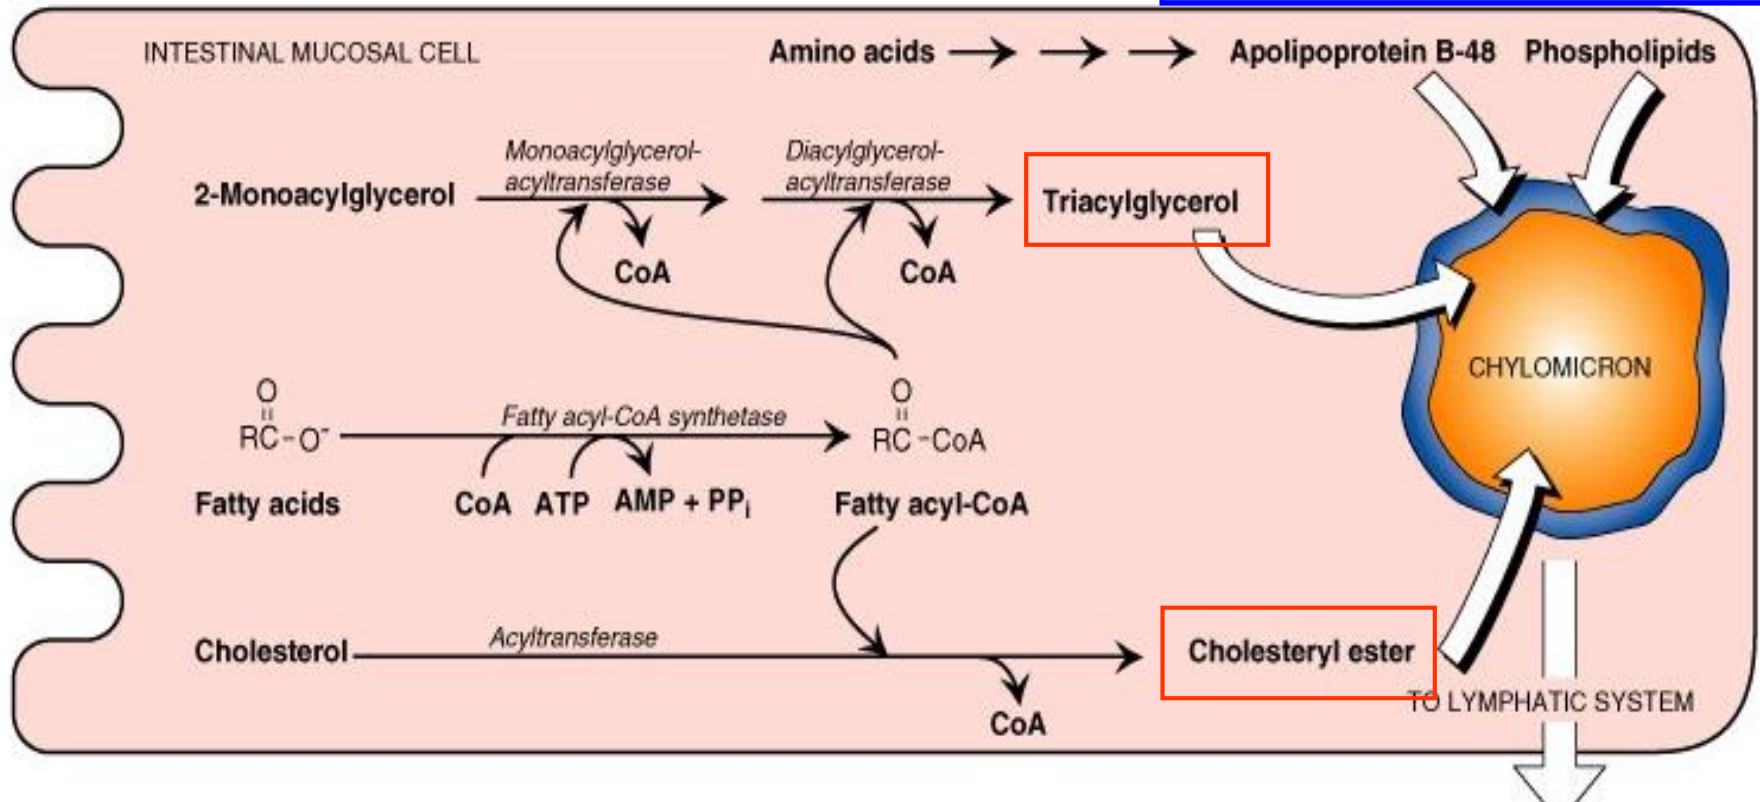 INTESTINAL MUCOSAL CELL
Amino acids
Apolipoprotein B-48
Phospholipids
Monoacylglycerol-
acyltransferase
Diacylglycerol-
acyltransferase
2-Monoacylglycerol
Triacylglycerol
CoA
CoA
CHYLOMICRON
O
RC-O-
Fatty acyl-CoA synthetase
O
RC-CoA
Fatty acids
CoA
ATP
AMP + PPi
Fatty acyl-CoA
Cholesterol
Acyltransferase
Cholesteryl ester
CoA
TO LYMPHATIC SYSTEM